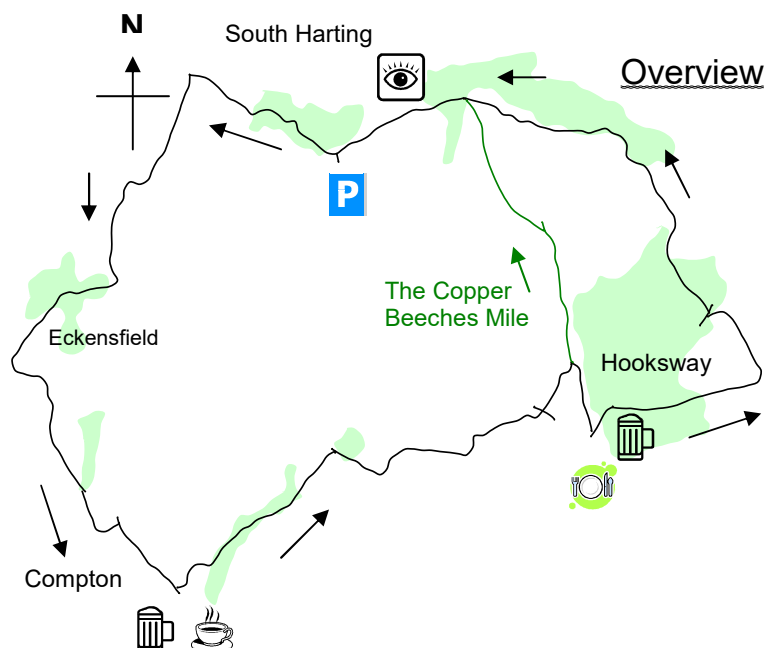 N
South Harting
Overview
P
The Copper
Beeches Mile
Eckensfield
Hooksway
Compton